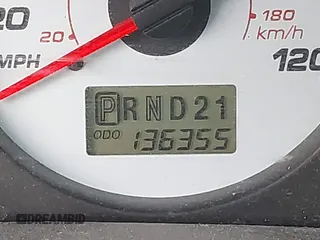 20
180
20
km/h
MPH
120
PRND21
ODO 136355
DREAMBID